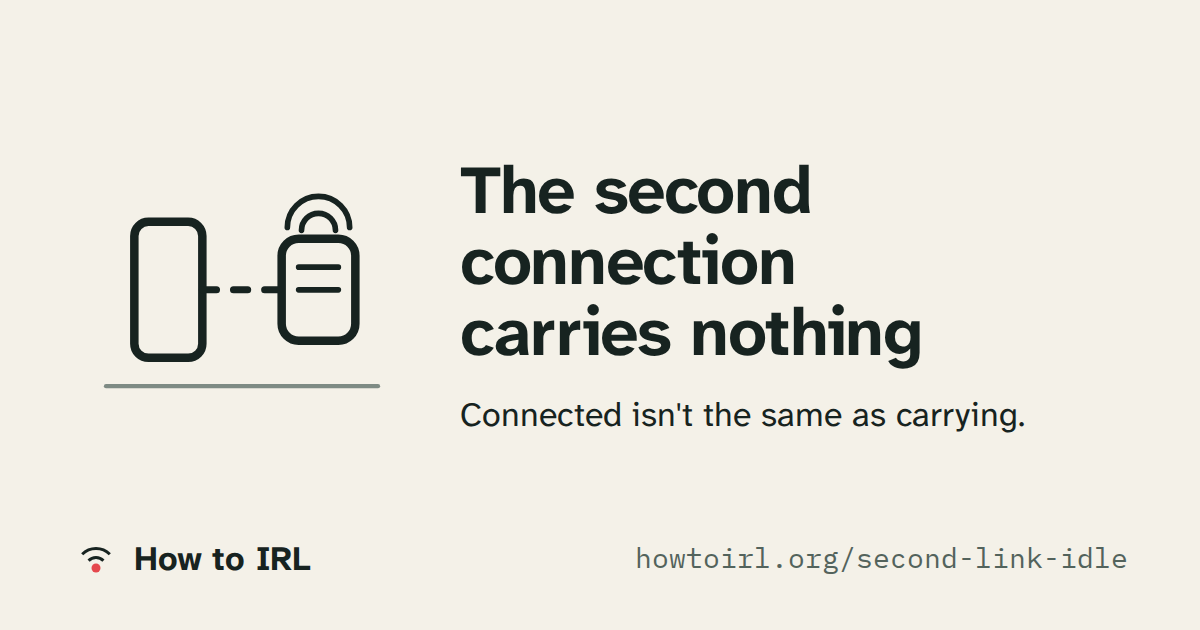 The second
connection
carries nothing
Connected isn't the same as carrying.
How to IRL
howtoirl.org/second-link-idle